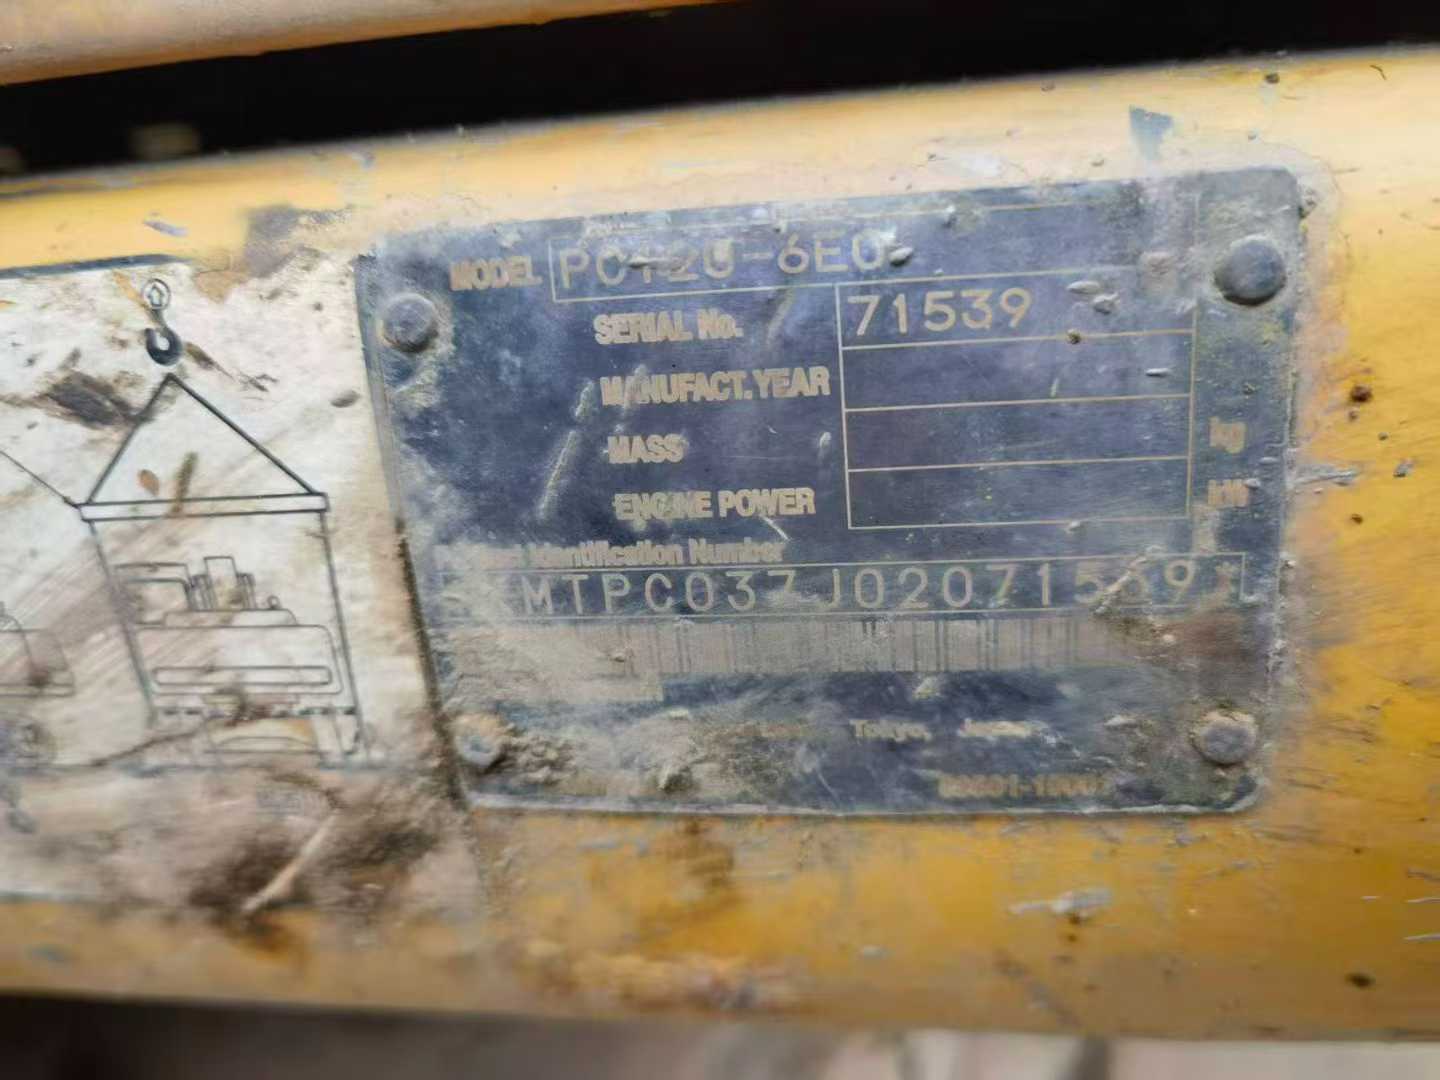 MODEL PC120-6E0
SERIAL No. 71539
MANUFACT. YEAR
MASS kg
ENGINE POWER kW
Identification Number
MTPC037J02071539*
Tokyo, Japan